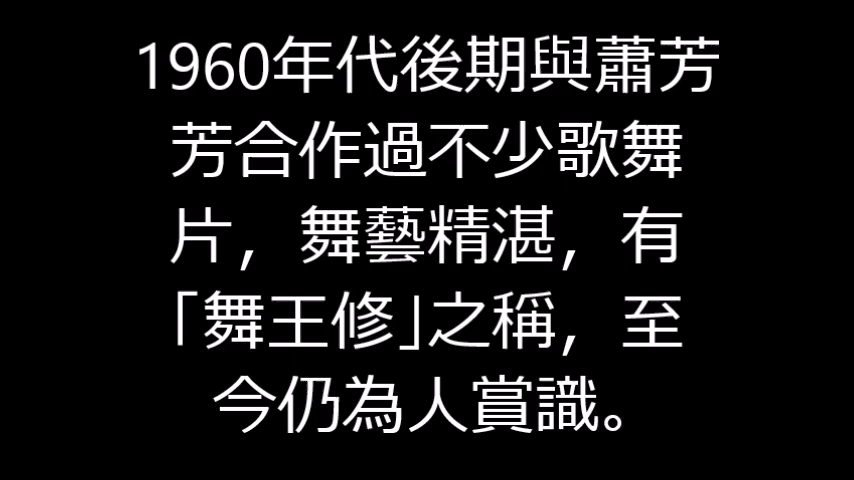 1960年代後期與蕭芳
芳合作過不少歌舞
片，舞藝精湛，有
「舞王修」之稱，至
今仍為人賞識。